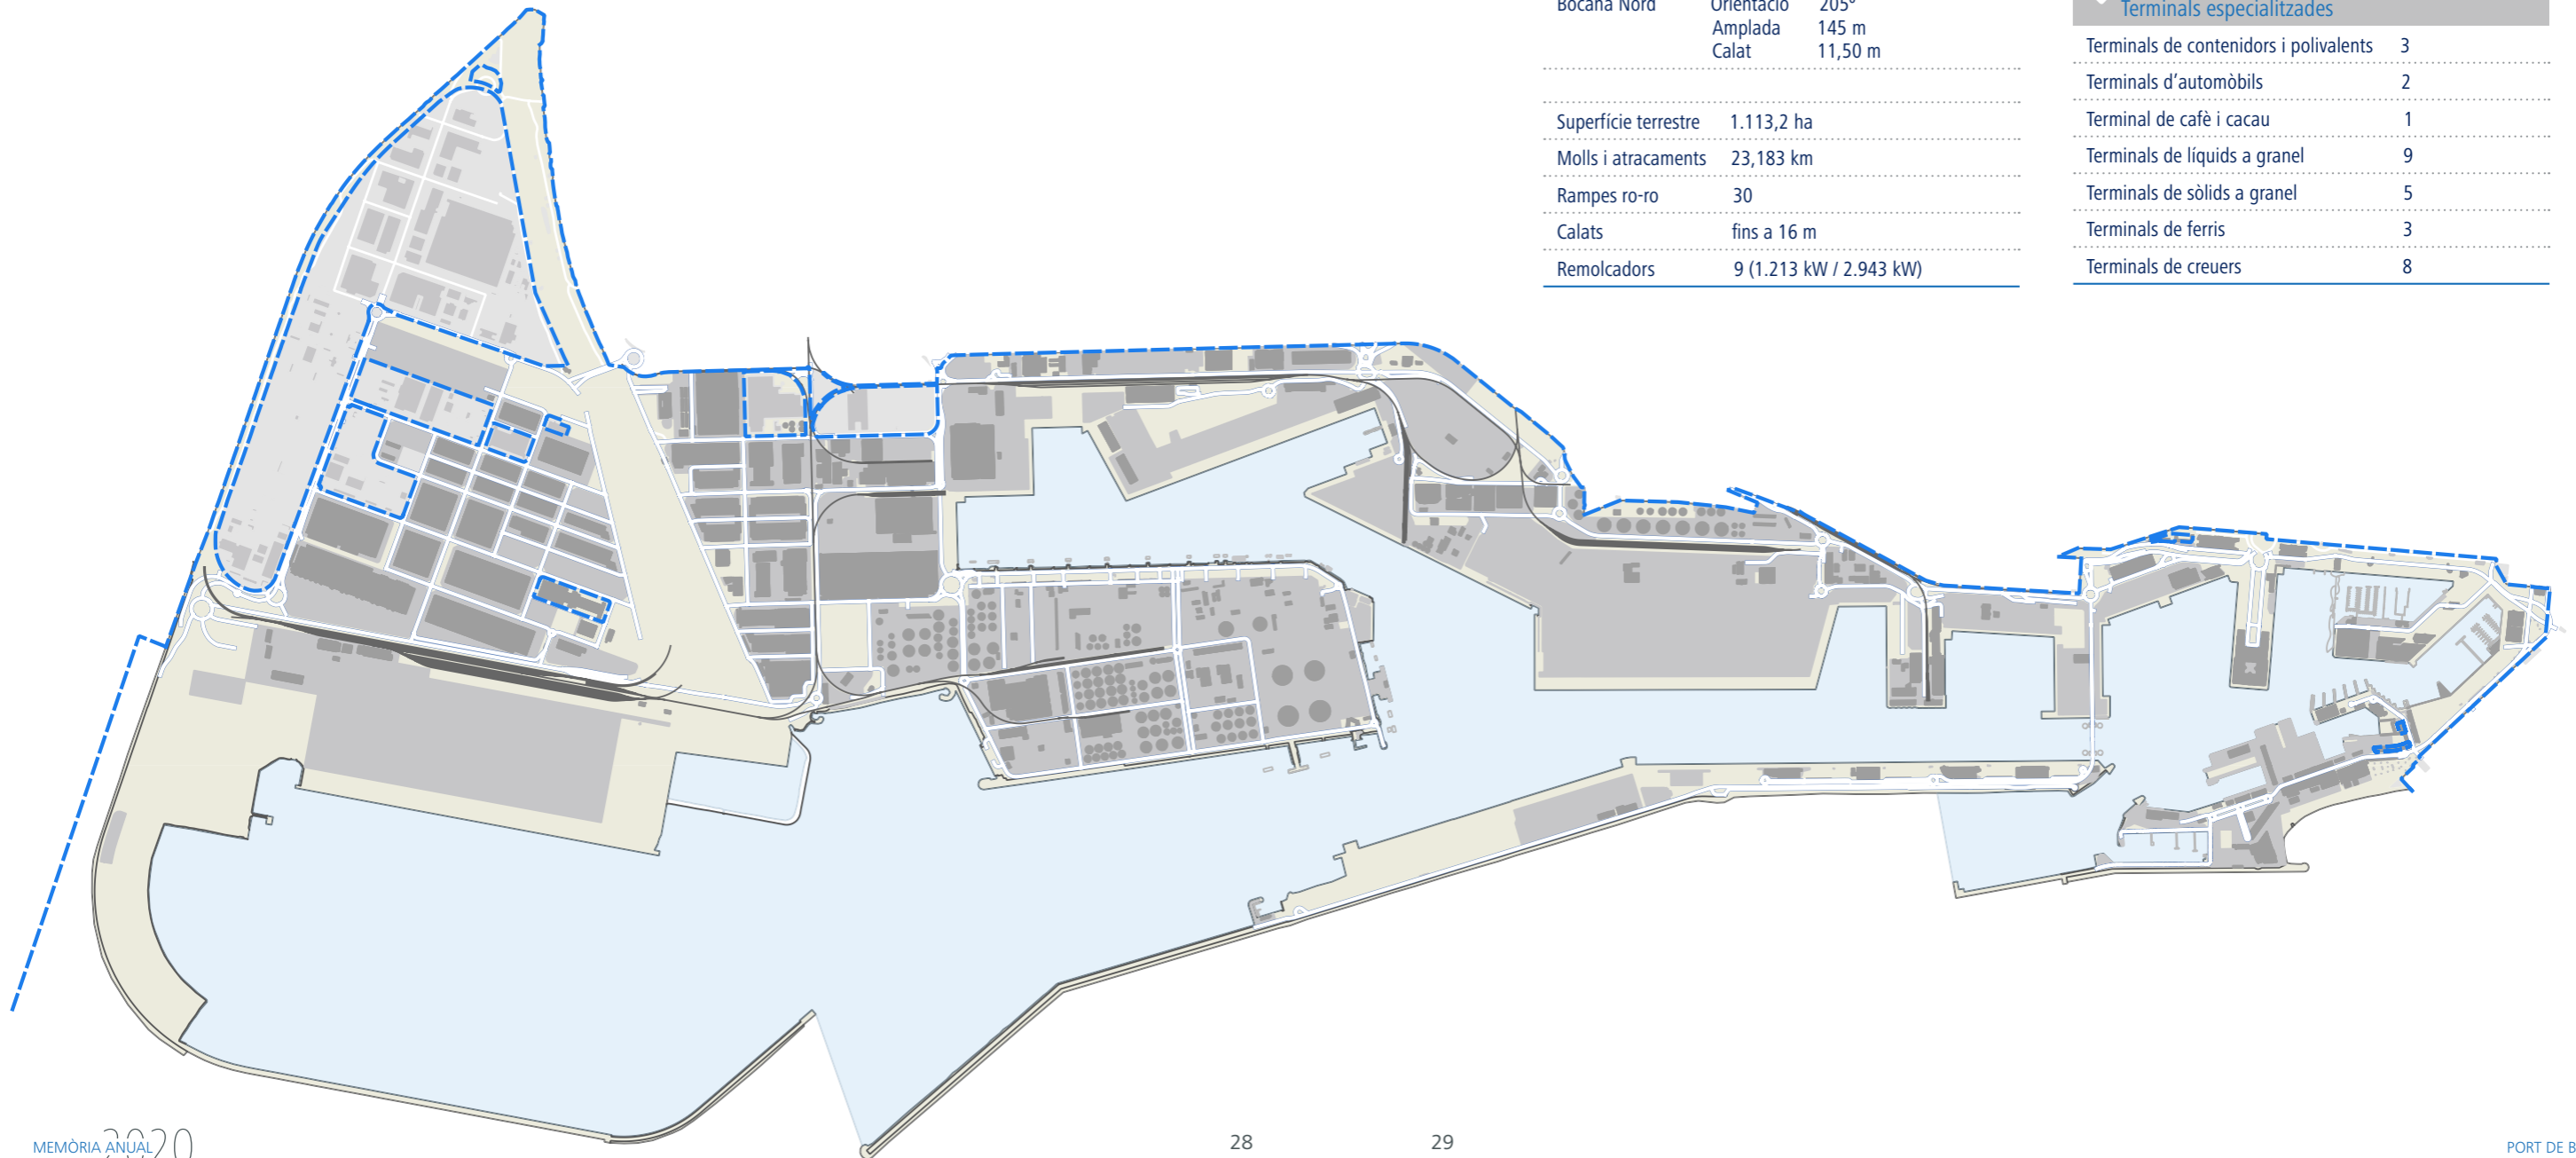 Bocana Nord Orientació 205º
Amplada 145 m
Calat 11,50 m
Superfície terrestre 1.113,2 ha
Molls i atracaments 23,183 km
Rampes ro-ro 30
Calats fins a 16 m
Remolcadors 9 (1.213 kW / 2.943 kW)
Terminals especialitzades
Terminals de contenidors i polivalents 3
Terminals d’automòbils 2
Terminal de cafè i cacau 1
Terminals de líquids a granel 9
Terminals de sòlids a granel 5
Terminals de ferris 3
Terminals de creuers 8
MEMÒRIA ANUAL 2020
28
29
PORT DE B